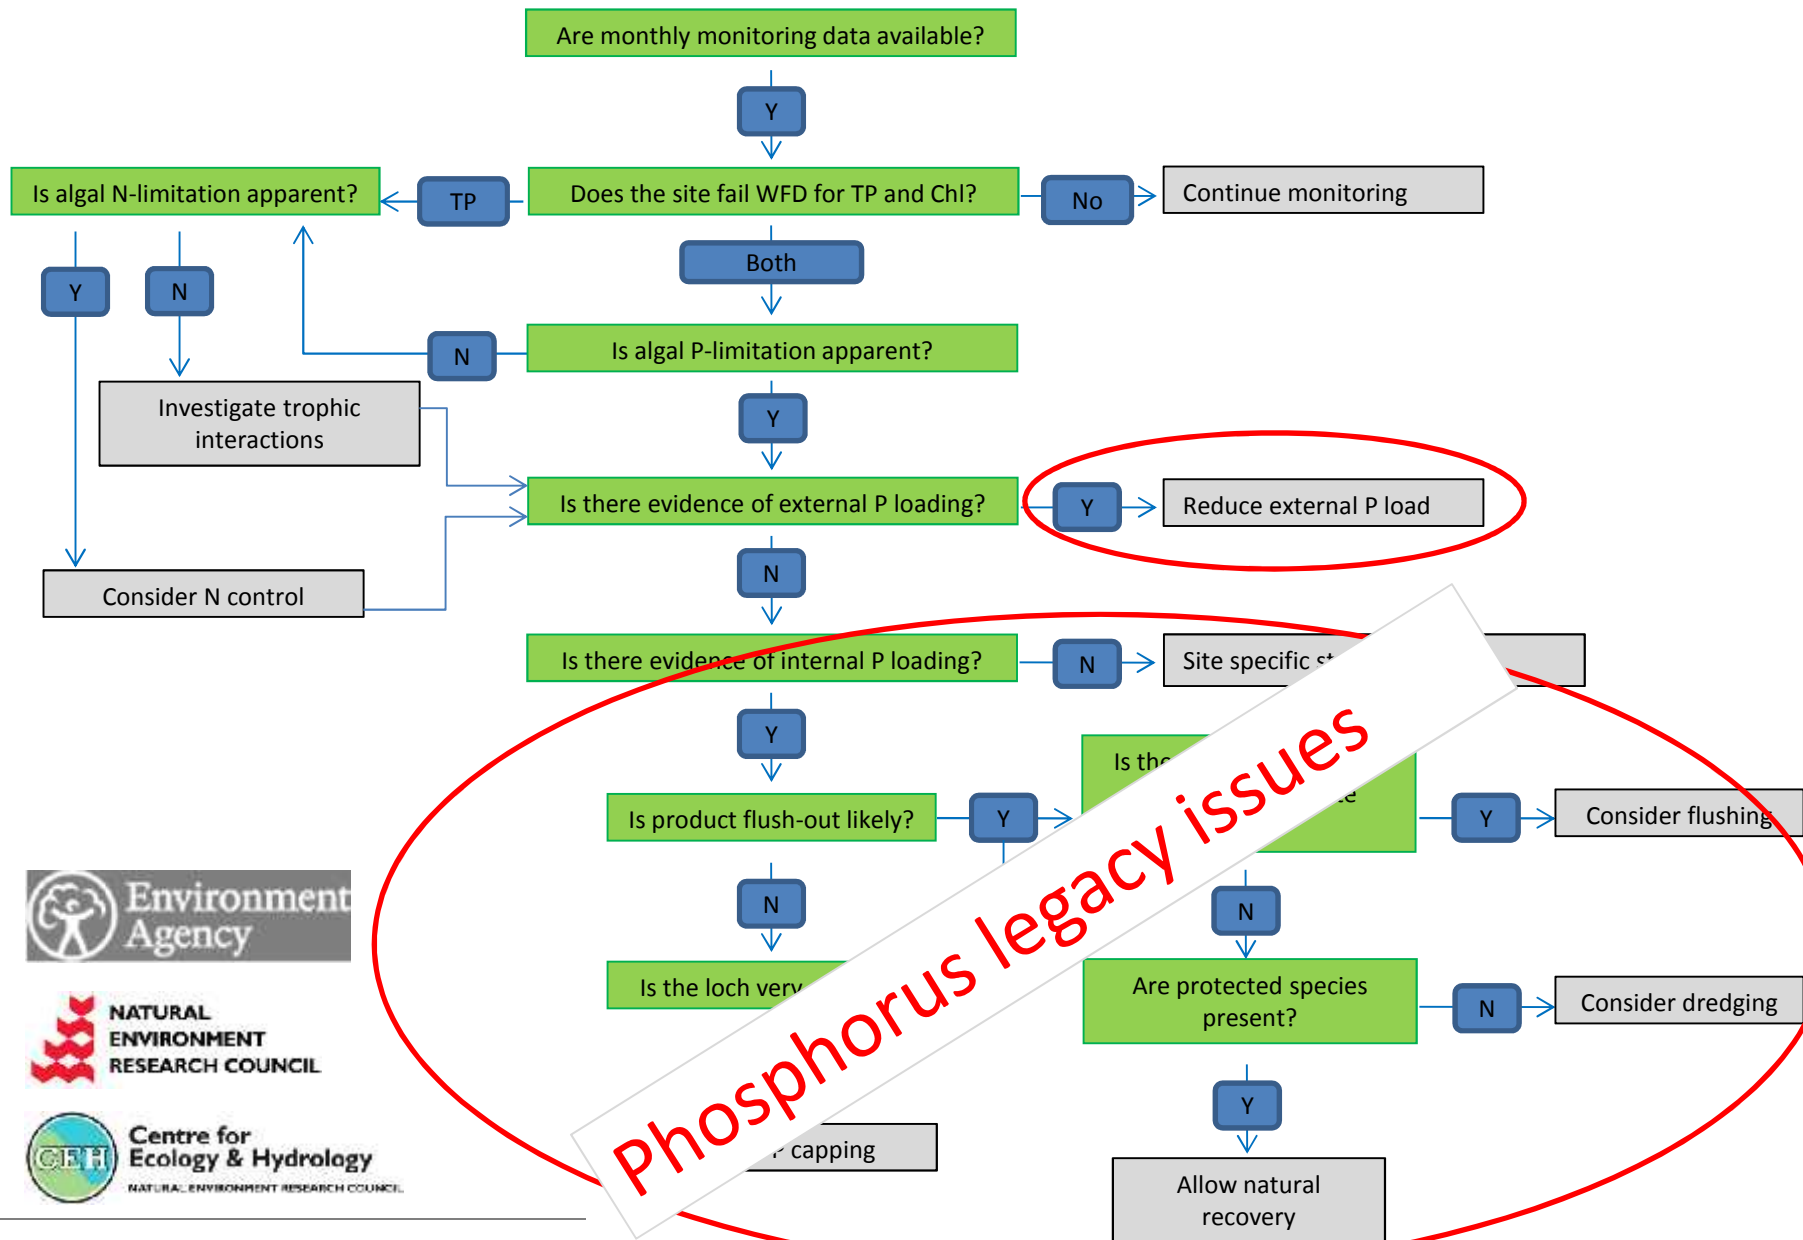 Are monthly monitoring data available?
Y
Is algal N-limitation apparent?
TP
Does the site fail WFD for TP and Chl?
No
Continue monitoring
Both
Y
N
N
Is algal P-limitation apparent?
Investigate trophic
interactions
Y
Is there evidence of external P loading?
Y
Reduce external P load
N
Consider N control
Is there evidence of internal P loading?
N
Site specific
Y
Is
Is product flush-out likely?
Y
Y
Consider flushing
N
N
Phosphorus legacy issues
Is the loch very
Are protected species
present?
N
Consider dredging
Y
capping
Allow natural
recovery
Environment
Agency
NATURAL
ENVIRONMENT
RESEARCH COUNCIL
CEH
Centre for
Ecology & Hydrology
NATURAL ENVIRONMENT RESEARCH COUNCIL